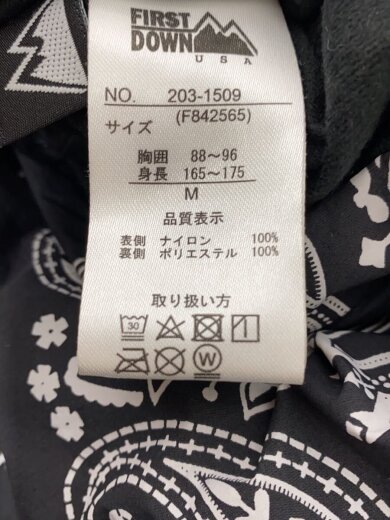 FIRST
DOWN
USA
NO. 203-1509
サイズ (F842565)
胸囲 88～96
身長 165～175
M
品質表示
表側 ナイロン 100%
裏側 ポリエステル 100%
取り扱い方
30
W